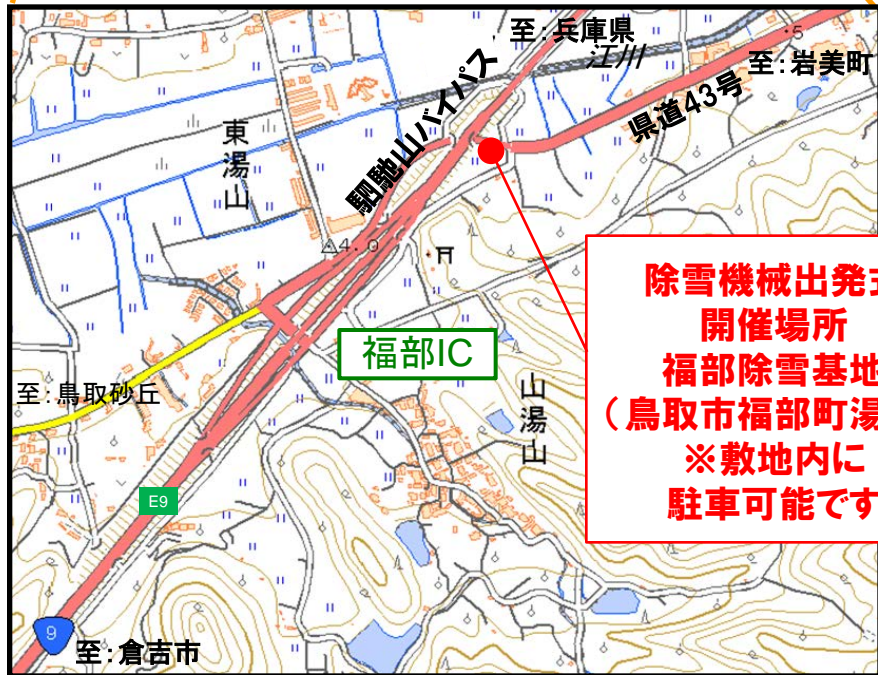 至:兵庫県
江川
至:岩美町
県道43号
駟馳山バイパス
東湯山
5
4.0
福部IC
至:鳥取砂丘
山湯山
E9
9
至:倉吉市
除雪機械出発式
開催場所
福部除雪基地
(鳥取市福部町湯
※敷地内に
駐車可能です